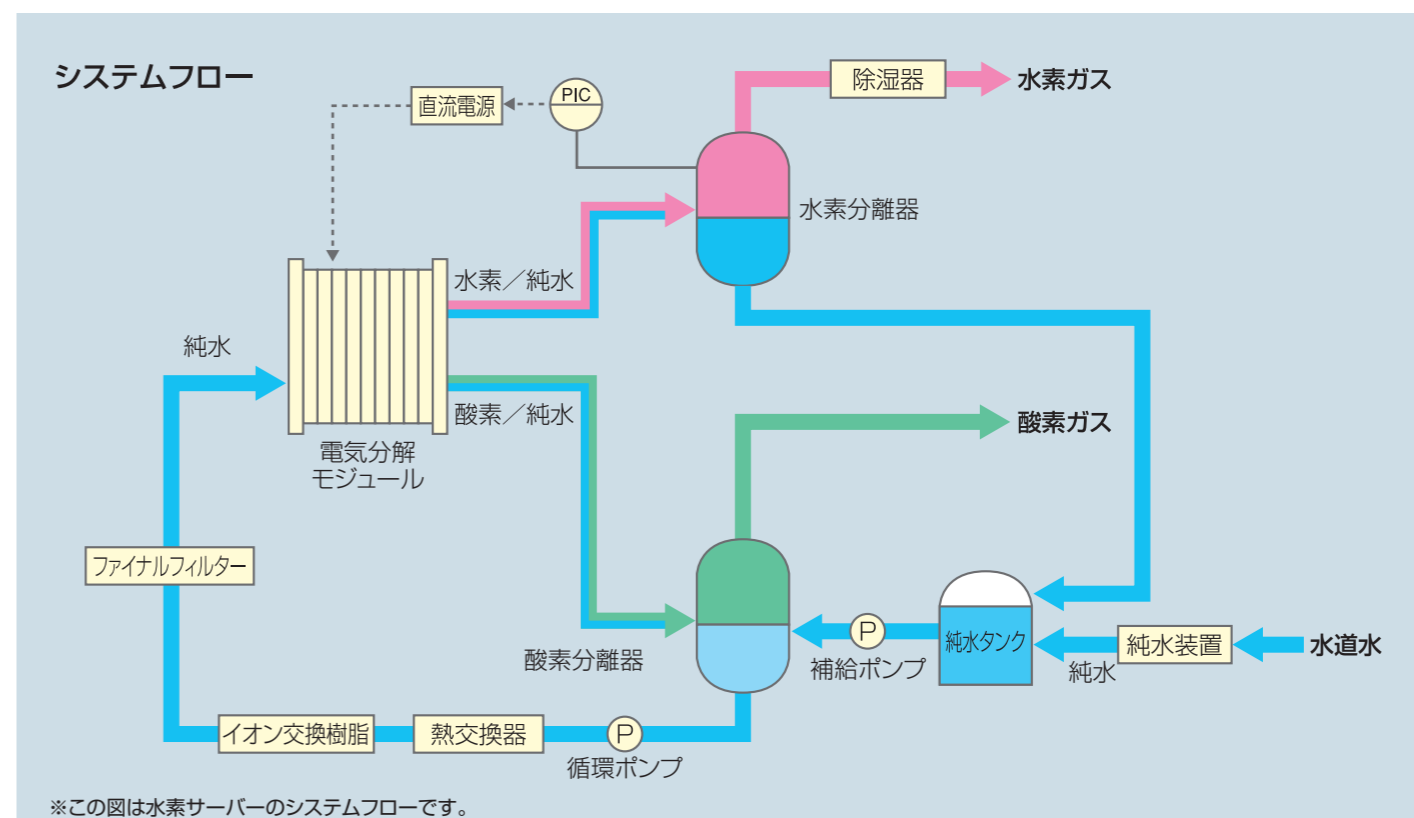 システムフロー
除湿器
水素ガス
PIC
直流電源
水素分離器
水素／純水
純水
酸素／純水
酸素ガス
電気分解
モジュール
ファイナルフィルター
酸素分離器
P
補給ポンプ
純水タンク
純水装置
水道水
純水
イオン交換樹脂
熱交換器
P
循環ポンプ
※この図は水素サーバーのシステムフローです。